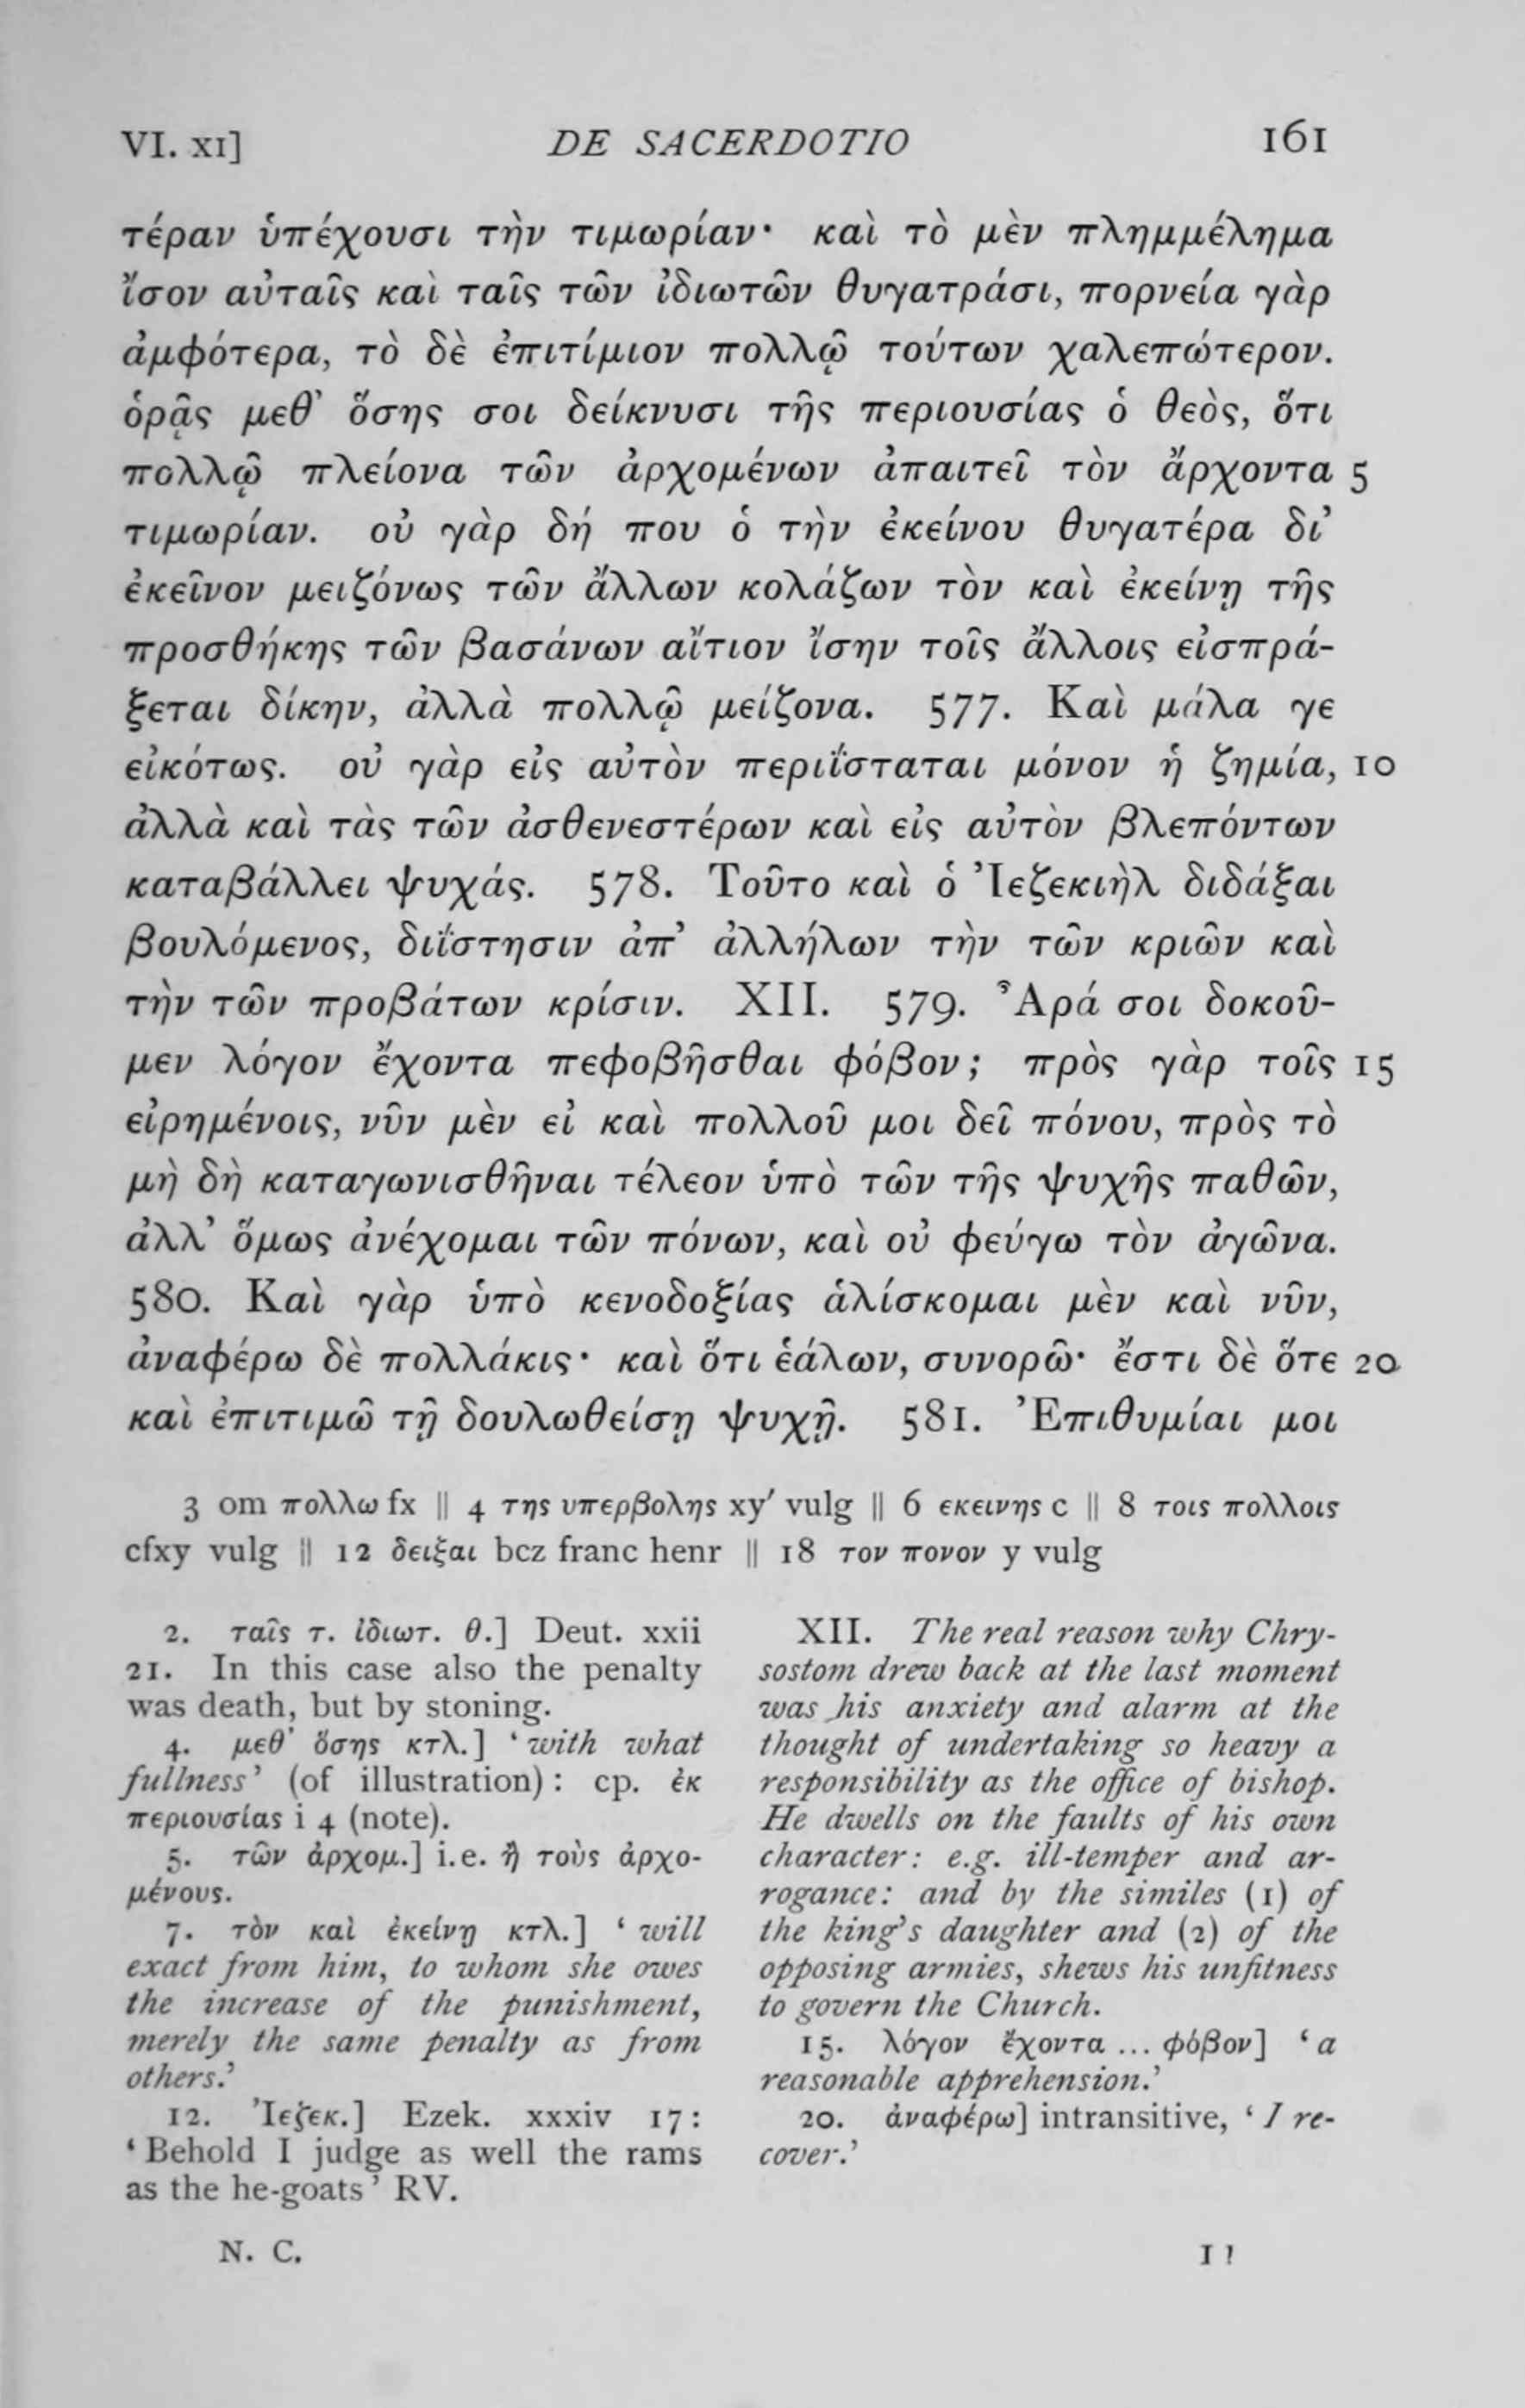 VI. XI] DE SACERDOTIO 161
τέραν ὑπέχουσι τὴν τιμωρίαν· καὶ τὸ μὲν πλημμέλημα
ἴσον αὐταῖς καὶ ταῖς τῶν ἰδιωτῶν θυγατράσι, πορνεία γὰρ
ἀμφότερα, τὸ δὲ ἐπιτίμιον πολλῷ τούτων χαλεπώτερον.
ὁρᾷς μεθ’ ὅσης σοι δείκνυσι τῆς περιουσίας ὁ θεὸς, ὅτι
πολλῷ πλείονα τῶν ἀρχομένων ἀπαιτεῖ τὸν ἄρχοντα 5
τιμωρίαν. οὐ γὰρ δή που ὁ τὴν ἐκείνου θυγατέρα δι’
ἐκεῖνον μειζόνως τῶν ἄλλων κολάζων τὸν καὶ ἐκείνῃ τῆς
προσθήκης τῶν βασάνων αἴτιον ἴσην τοῖς ἄλλοις εἰσπρά-
ξεται δίκην, ἀλλὰ πολλῷ μείζονα. 577. Καὶ μάλα γε
εἰκότως. οὐ γὰρ εἰς αὐτὸν περιΐσταται μόνον ἡ ζημία, 10
ἀλλὰ καὶ τὰς τῶν ἀσθενεστέρων καὶ εἰς αὐτὸν βλεπόντων
καταβάλλει ψυχάς. 578. Τοῦτο καὶ ὁ Ἰεζεκιὴλ διδάξαι
βουλόμενος, διΐστησιν ἀπ’ ἀλλήλων τὴν τῶν κριῶν καὶ
τὴν τῶν προβάτων κρίσιν. XII. 579. Ἆρά σοι δοκοῦ-
μεν λόγον ἔχοντα πεφοβῆσθαι φόβον; πρὸς γὰρ τοῖς 15
εἰρημένοις, νῦν μὲν εἰ καὶ πολλοῦ μοι δεῖ πόνου, πρὸς τὸ
μὴ δὴ καταγωνισθῆναι τέλεον ὑπὸ τῶν τῆς ψυχῆς παθῶν,
ἀλλ’ ὅμως ἀνέχομαι τῶν πόνων, καὶ οὐ φεύγω τὸν ἀγῶνα.
580. Καὶ γὰρ ὑπὸ κενοδοξίας ἁλίσκομαι μὲν καὶ νῦν,
ἀναφέρω δὲ πολλάκις· καὶ ὅτι ἑάλων, συνορῶ· ἔστι δὲ ὅτε 20
καὶ ἐπιτιμῶ τῇ δουλωθείσῃ ψυχῇ. 581. Ἐπιθυμίαι μοι
3 om πολλω fx || 4 της υπερβολης xy′ vulg || 6 εκεινης c || 8 τοις πολλοις
cfxy vulg || 12 δειξαι bcz franc henr || 18 τον πονον y vulg
2. ταῖς τ. ἰδιωτ. θ.] Deut. xxii
21. In this case also the penalty
was death, but by stoning.
4. μεθ’ ὅσης κτλ.] ‘with what
fullness’ (of illustration): cp. ἐκ
περιουσίας i 4 (note).
5. τῶν ἀρχομ.] i.e. ἢ τοὺς ἀρχο-
μένους.
7. τὸν καὶ ἐκείνῃ κτλ.] ‘will
exact from him, to whom she owes
the increase of the punishment,
merely the same penalty as from
others.’
12. Ἰεζεκ.] Ezek. xxxiv 17:
‘Behold I judge as well the rams
as the he-goats’ RV.
XII. The real reason why Chry-
sostom drew back at the last moment
was his anxiety and alarm at the
thought of undertaking so heavy a
responsibility as the office of bishop.
He dwells on the faults of his own
character: e.g. ill-temper and ar-
rogance: and by the similes (1) of
the king’s daughter and (2) of the
opposing armies, shews his unfitness
to govern the Church.
15. λόγον ἔχοντα ... φόβον] ‘a
reasonable apprehension.’
20. ἀναφέρω] intransitive, ‘I re-
cover.’
N. C.